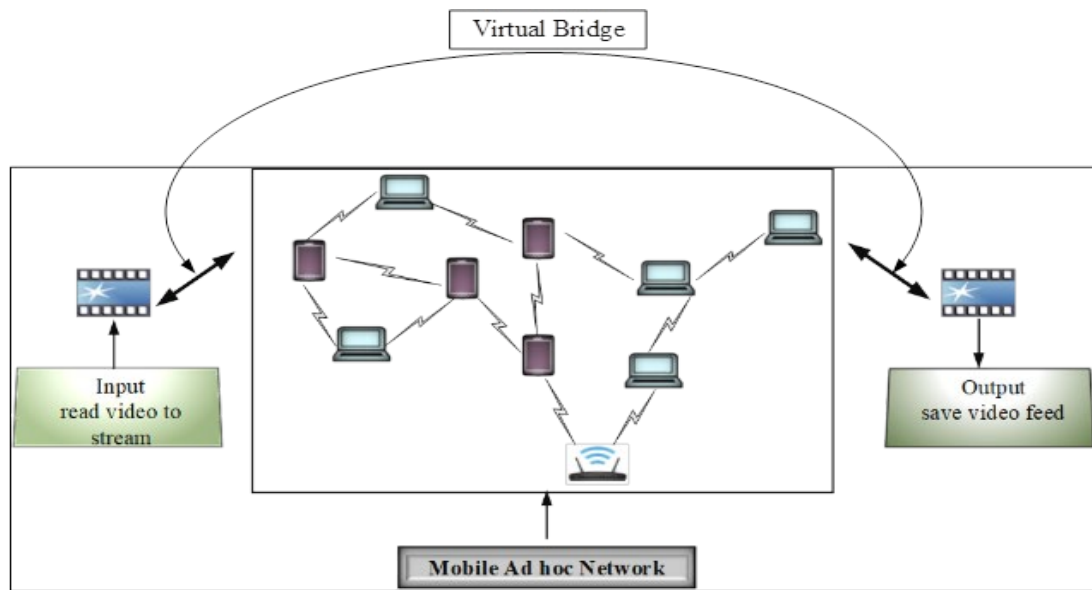 Virtual Bridge
Input
read video to
stream
Output
save video feed
Mobile Ad hoc Network